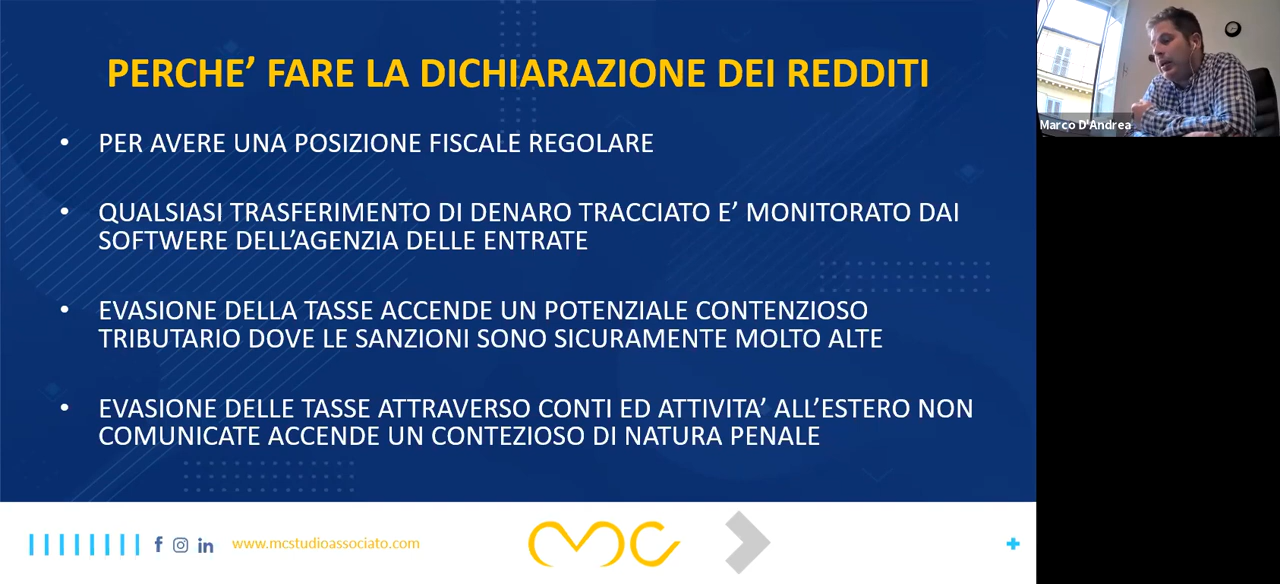 PERCHE’ FARE LA DICHIARAZIONE DEI REDDITI
• PER AVERE UNA POSIZIONE FISCALE REGOLARE
• QUALSIASI TRASFERIMENTO DI DENARO TRACCIATO E’ MONITORATO DAI
SOFTWERE DELL’AGENZIA DELLE ENTRATE
• EVASIONE DELLA TASSE ACCENDE UN POTENZIALE CONTENZIOSO
TRIBUTARIO DOVE LE SANZIONI SONO SICURAMENTE MOLTO ALTE
• EVASIONE DELLE TASSE ATTRAVERSO CONTI ED ATTIVITA’ ALL’ESTERO NON
COMUNICATE ACCENDE UN CONTEZIOSO DI NATURA PENALE
www.mcstudioassociato.com
mc
Marco D'Andrea